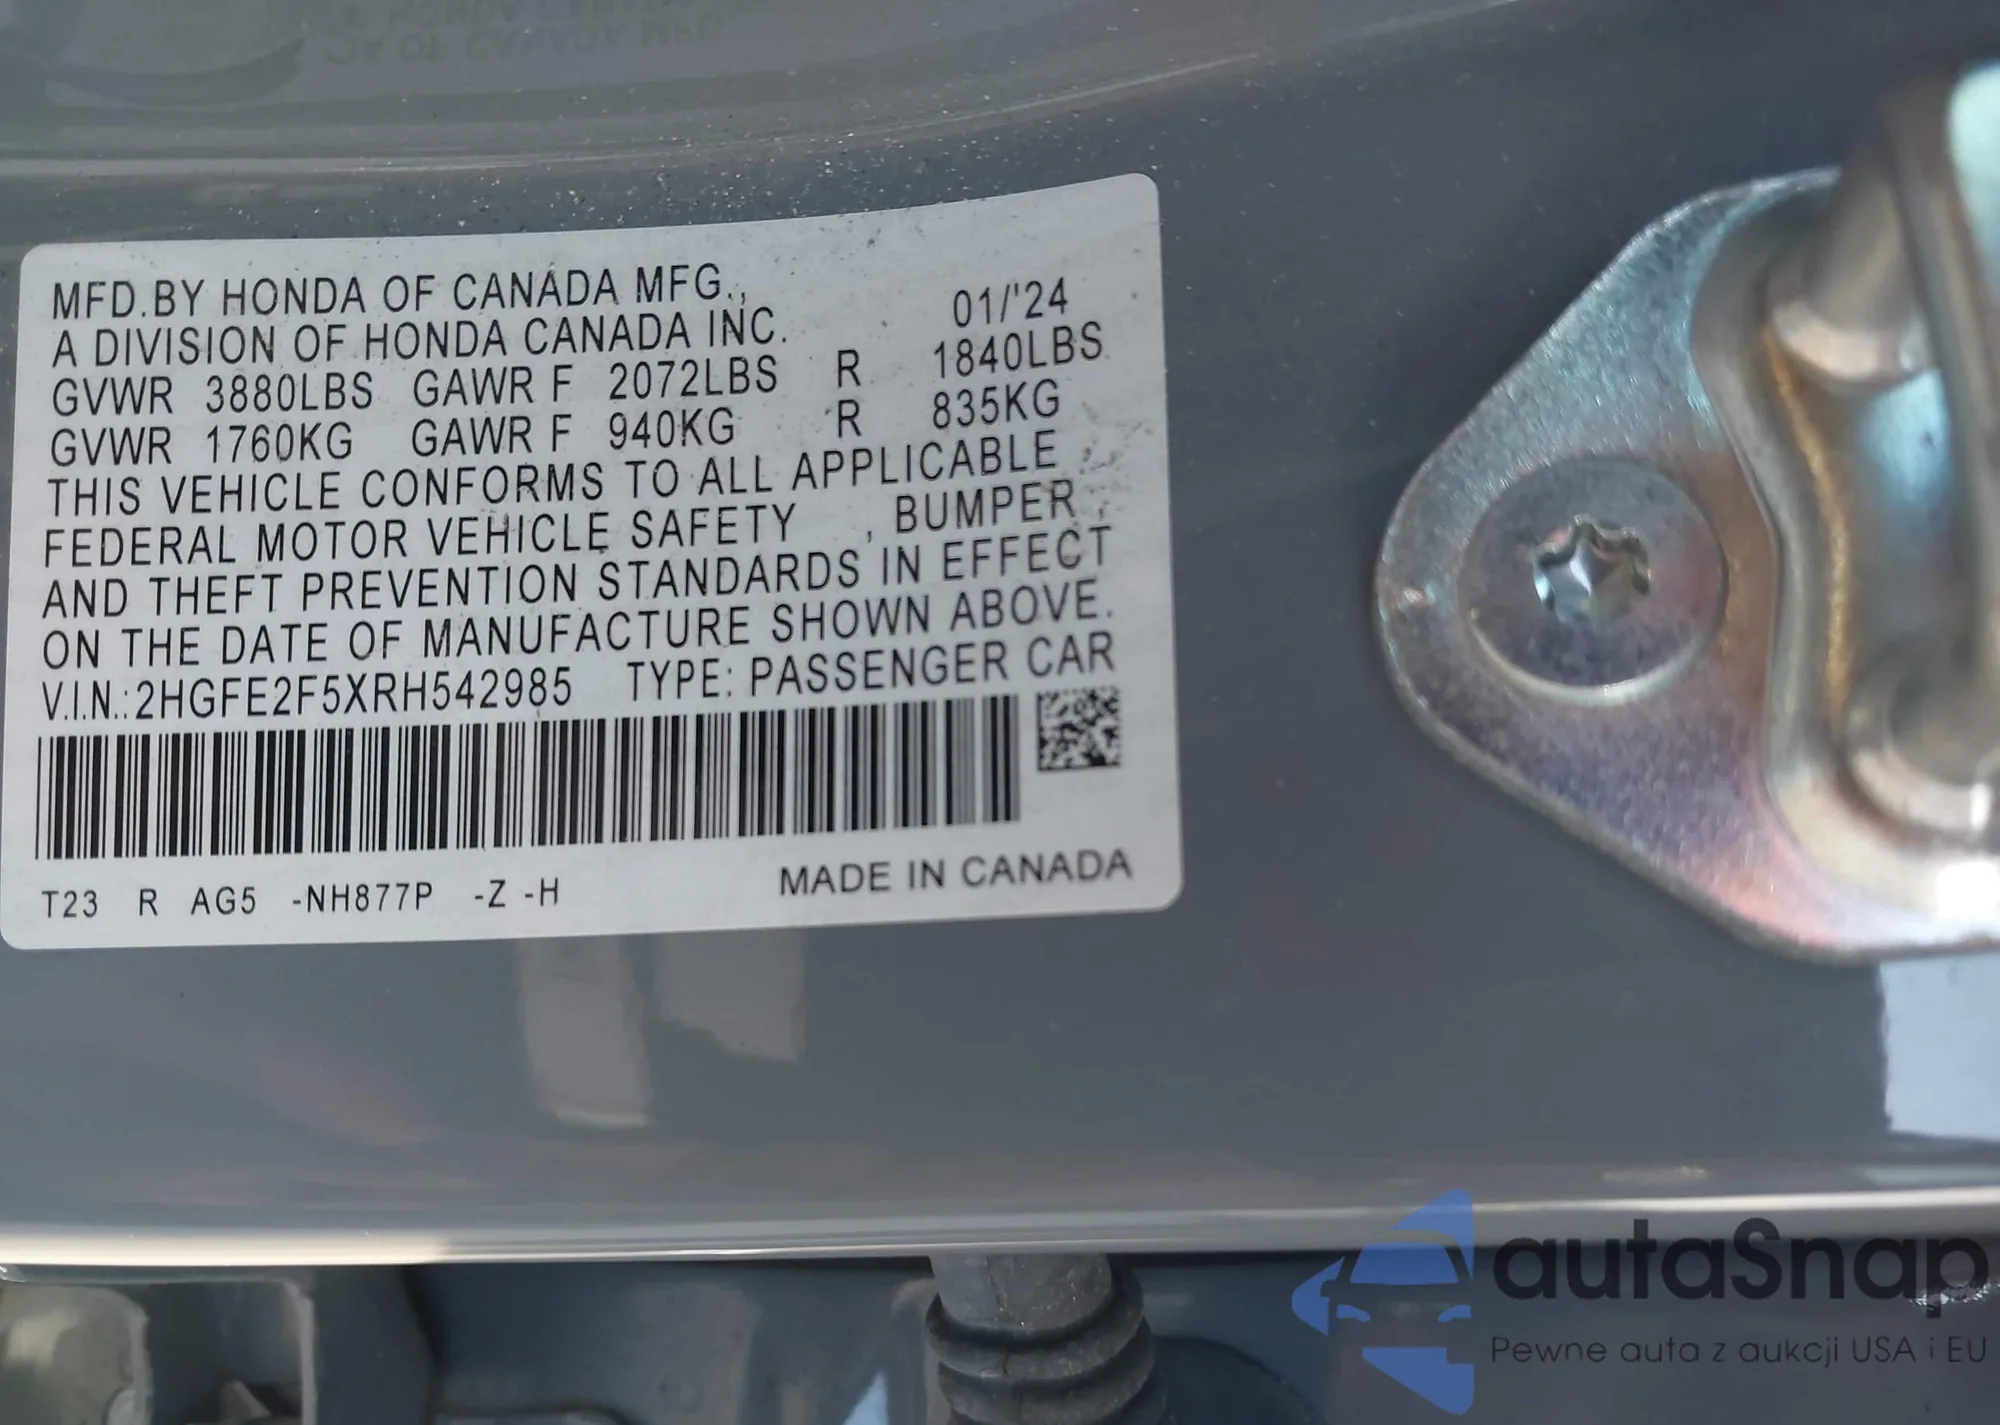 MFD.BY HONDA OF CANADA MFG., 01/'24
A DIVISION OF HONDA CANADA INC.
GVWR 3880LBS GAWR F 2072LBS R 1840LBS
GVWR 1760KG GAWR F 940KG R 835KG
THIS VEHICLE CONFORMS TO ALL APPLICABLE
FEDERAL MOTOR VEHICLE SAFETY , BUMPER ,
AND THEFT PREVENTION STANDARDS IN EFFECT
ON THE DATE OF MANUFACTURE SHOWN ABOVE.
V.I.N.:2HGFE2F5XRH542985 TYPE: PASSENGER CAR
T23 R AG5 -NH877P -Z -H MADE IN CANADA
autaSnap
Pewne auta z aukcji USA i EU